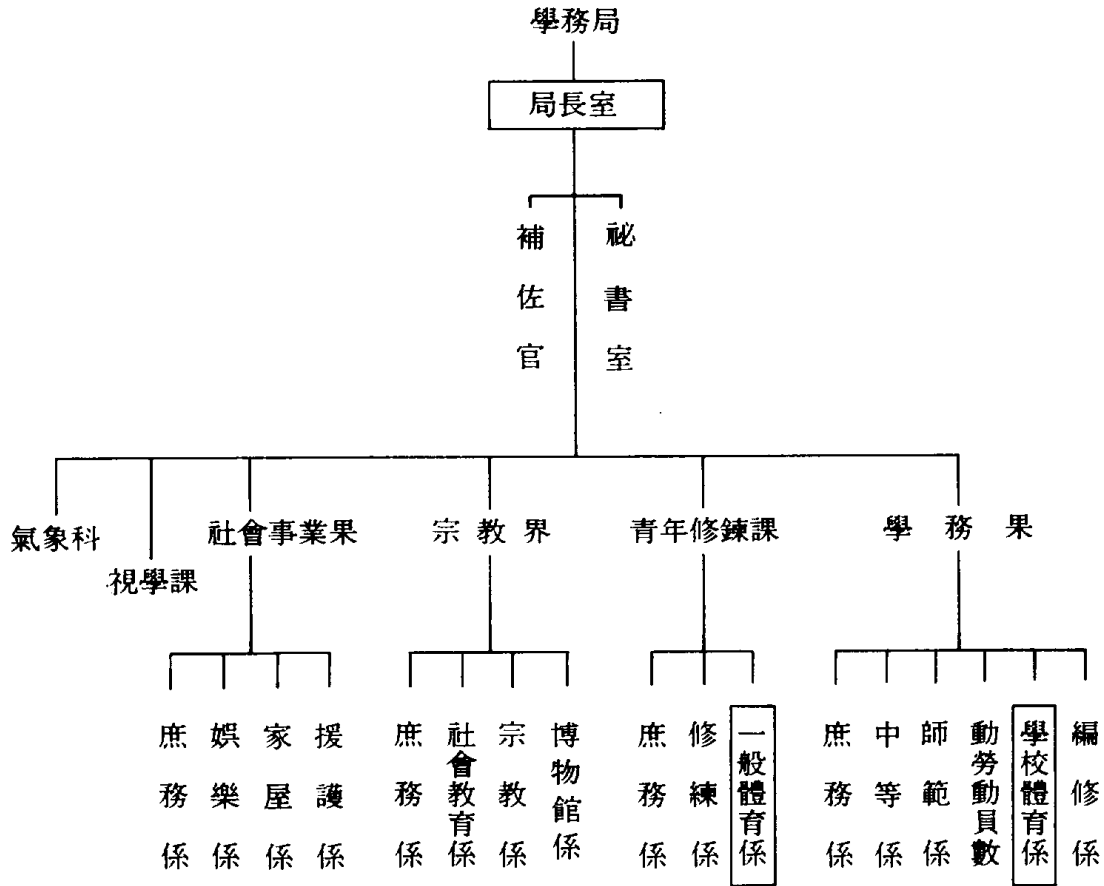 學務局
局長室
補佐官
祕書室
氣象科
視學課
社會事業果
宗教界
青年修鍊課
學務果
庶務係
娛樂係
家屋係
援護係
庶務係
社會教育係
宗教係
博物館係
庶務係
修練係
一般體育係
庶務係
中等係
師範係
動勞動員數
學校體育係
編修係